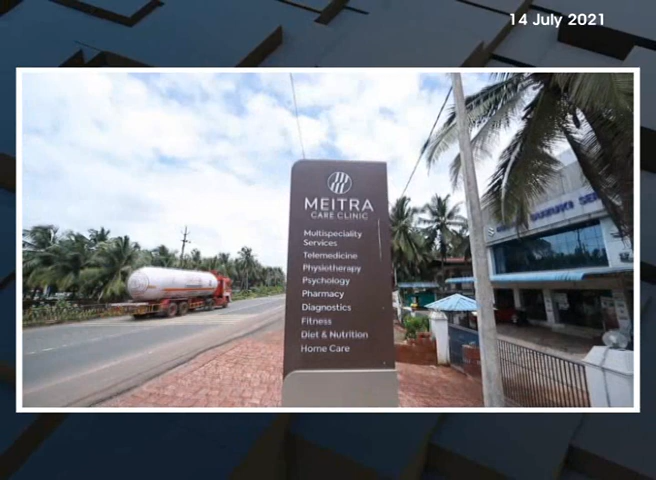 14 July 2021
MEITRA
CARE CLINIC
Multispeciality
Services
Telemedicine
Physiotherapy
Psychology
Pharmacy
Diagnostics
Fitness
Diet & Nutrition
Home Care